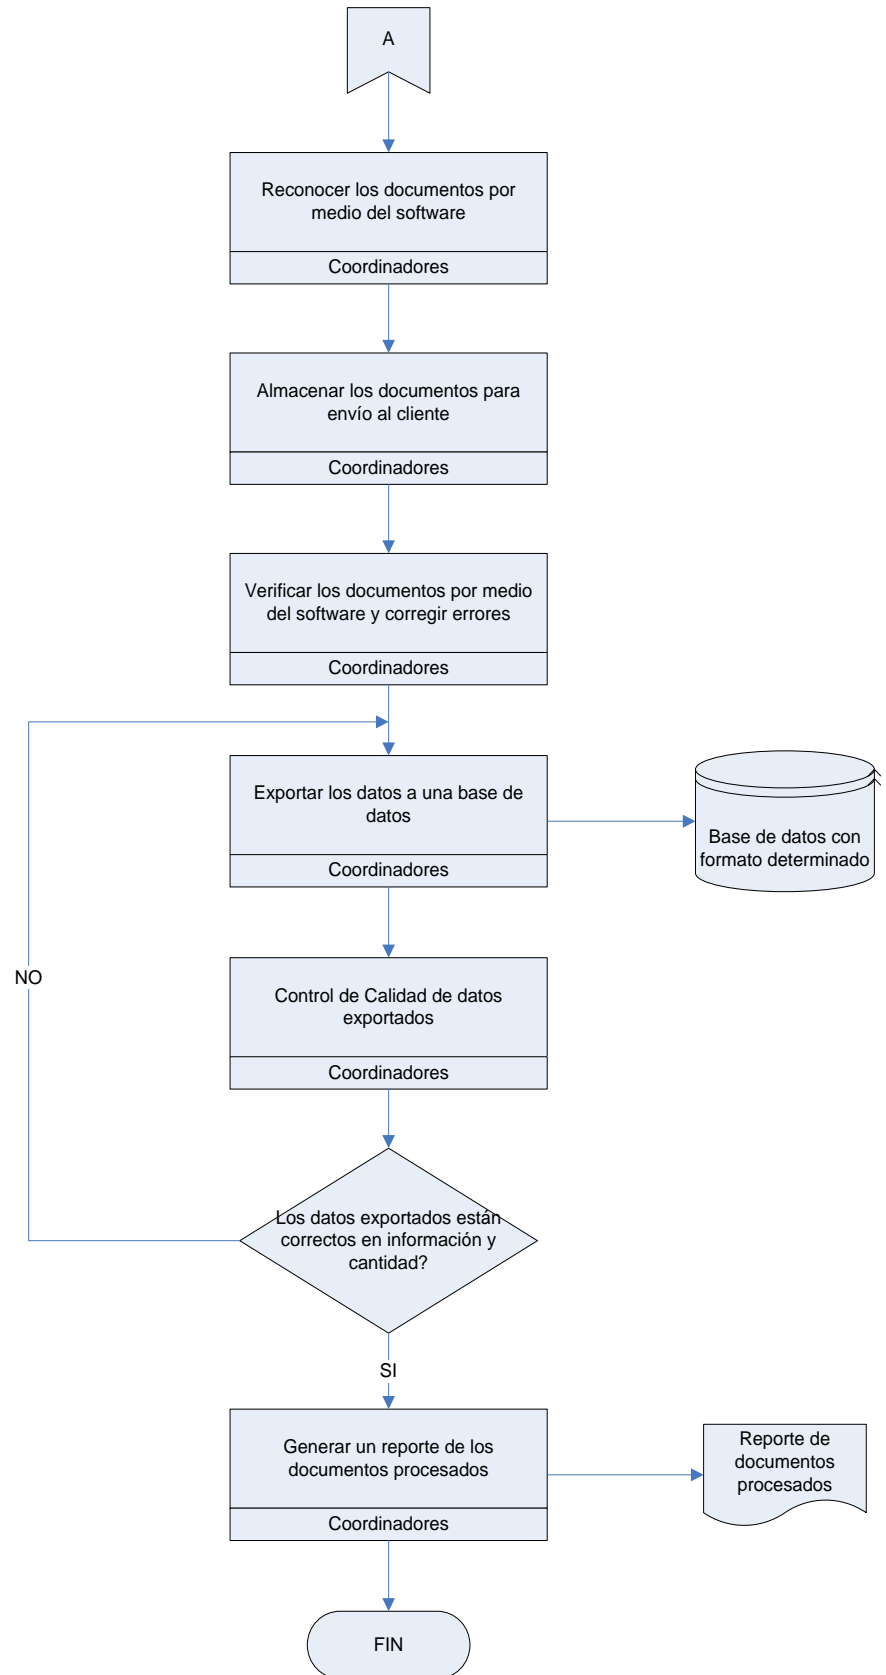 A
Reconocer los documentos por
medio del software
Coordinadores
Almacenar los documentos para
envío al cliente
Coordinadores
Verificar los documentos por medio
del software y corregir errores
Coordinadores
Exportar los datos a una base de
datos
Coordinadores
Base de datos con
formato determinado
Control de Calidad de datos
exportados
Coordinadores
NO
Los datos exportados están
correctos en información y
cantidad?
SI
Generar un reporte de los
documentos procesados
Coordinadores
Reporte de
documentos
procesados
FIN